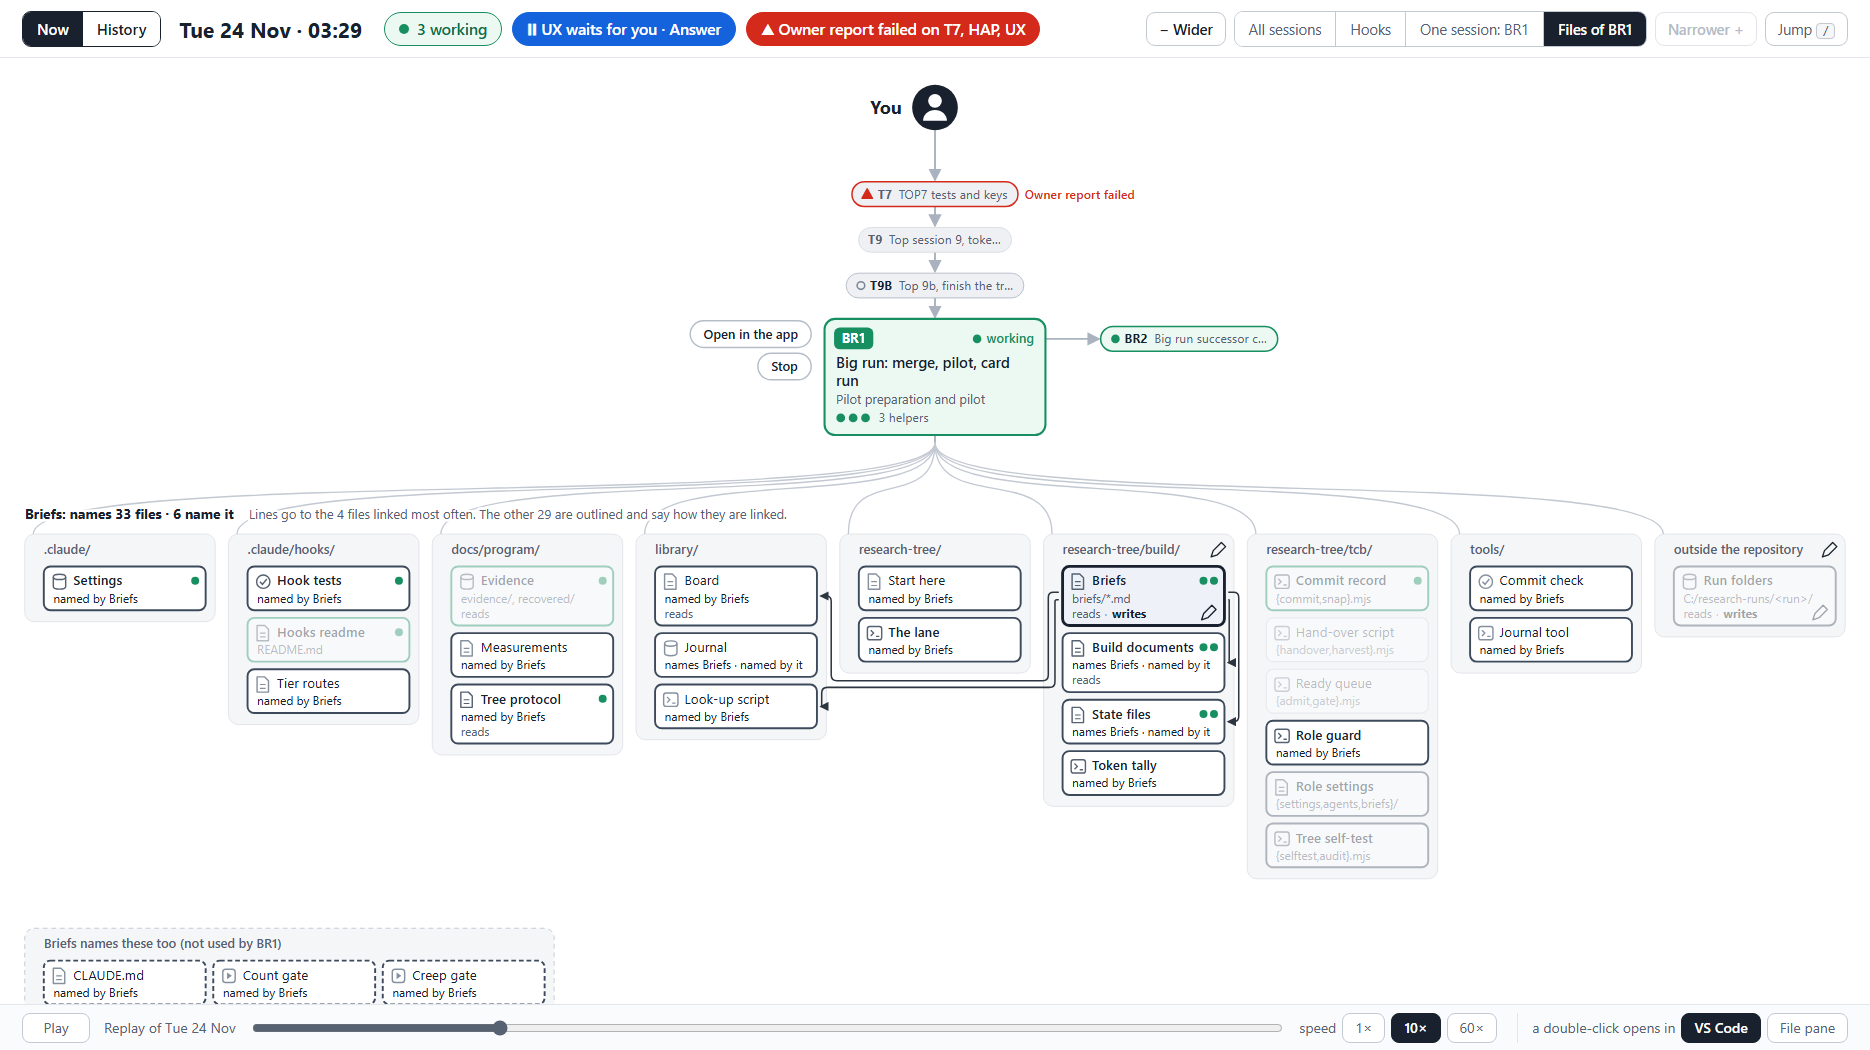 Now
History
Tue 24 Nov · 03:29
3 working
UX waits for you · Answer
Owner report failed on T7, HAP, UX
− Wider
All sessions
Hooks
One session: BR1
Files of BR1
Narrower +
Jump /
You
T7 TOP7 tests and keys
Owner report failed
T9 Top session 9, toke...
T9B Top 9b, finish the tr...
Open in the app
Stop
BR1
working
Big run: merge, pilot, card
run
Pilot preparation and pilot
3 helpers
BR2 Big run successor c...
Briefs: names 33 files · 6 name it
Lines go to the 4 files linked most often. The other 29 are outlined and say how they are linked.
.claude/
Settings
named by Briefs
.claude/hooks/
Hook tests
named by Briefs
Hooks readme
README.md
Tier routes
named by Briefs
docs/program/
Evidence
evidence/, recovered/
reads
Measurements
named by Briefs
Tree protocol
named by Briefs
reads
library/
Board
named by Briefs
reads
Journal
names Briefs · named by it
Look-up script
named by Briefs
research-tree/
Start here
named by Briefs
The lane
named by Briefs
research-tree/build/
Briefs
briefs/*.md
reads · writes
Build documents
names Briefs · named by it
reads
State files
names Briefs · named by it
Token tally
named by Briefs
research-tree/tcb/
Commit record
{commit,snap}.mjs
Hand-over script
{handover,harvest}.mjs
Ready queue
{admit,gate}.mjs
Role guard
named by Briefs
Role settings
{settings,agents,briefs}/
Tree self-test
{selftest,audit}.mjs
tools/
Commit check
named by Briefs
Journal tool
named by Briefs
outside the repository
Run folders
C:/research-runs/<run>/
reads · writes
Briefs names these too (not used by BR1)
CLAUDE.md
named by Briefs
Count gate
named by Briefs
Creep gate
named by Briefs
Play
Replay of Tue 24 Nov
speed
1×
10×
60×
a double-click opens in
VS Code
File pane